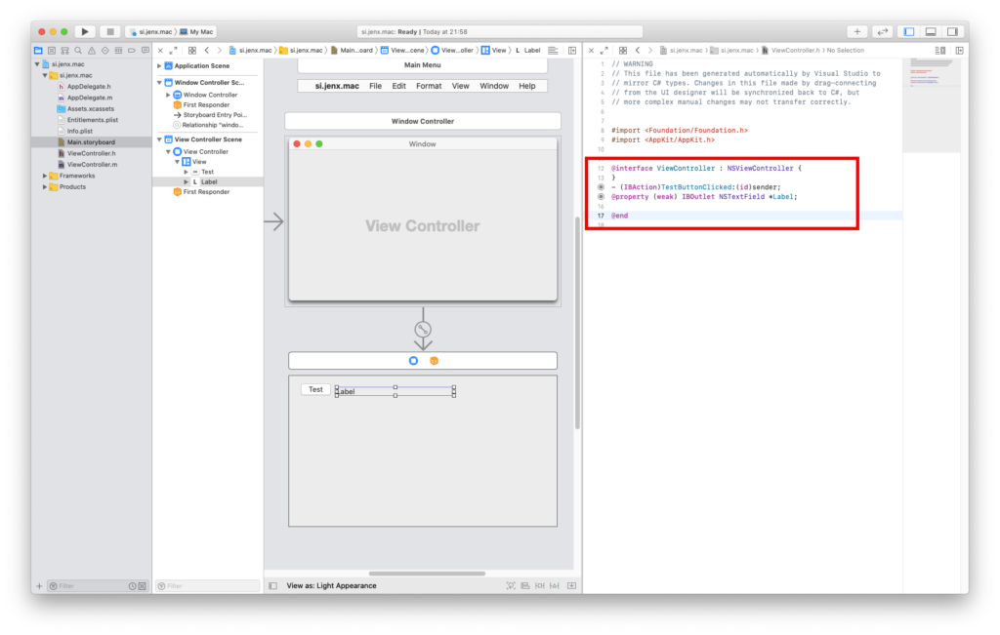 si.jenx.mac My Mac
si.jenx.mac: Ready | Today at 21:58
si.jenx.mac
si.jenx.mac
AppDelegate.h
AppDelegate.m
Assets.xcassets
Entitlements.plist
Info.plist
Main.storyboard
ViewController.h
ViewController.m
Frameworks
Products
Filter
si.jenx.mac si.jenx.mac Main...oard View...cene View...oller View L Label
Application Scene
Window Controller Sc...
Window Controller
First Responder
Storyboard Entry Poi...
Relationship "windo...
View Controller Scene
View Controller
View
Test
L Label
First Responder
Filter
Main Menu
si.jenx.mac File Edit Format View Window Help
Window Controller
Window
View Controller
Test Label
View as: Light Appearance
si.jenx.mac si.jenx.mac ViewController.h No Selection
1 // WARNING
2 // This file has been generated automatically by Visual Studio to
3 // mirror C# types. Changes in this file made by drag-connecting
4 // from the UI designer will be synchronized back to C#, but
5 // more complex manual changes may not transfer correctly.
6
7
8 #import <Foundation/Foundation.h>
9 #import <AppKit/AppKit.h>
10
12 @interface ViewController : NSViewController {
13 }
- (IBAction)TestButtonClicked:(id)sender;
@property (weak) IBOutlet NSTextField *Label;
16
17 @end
18